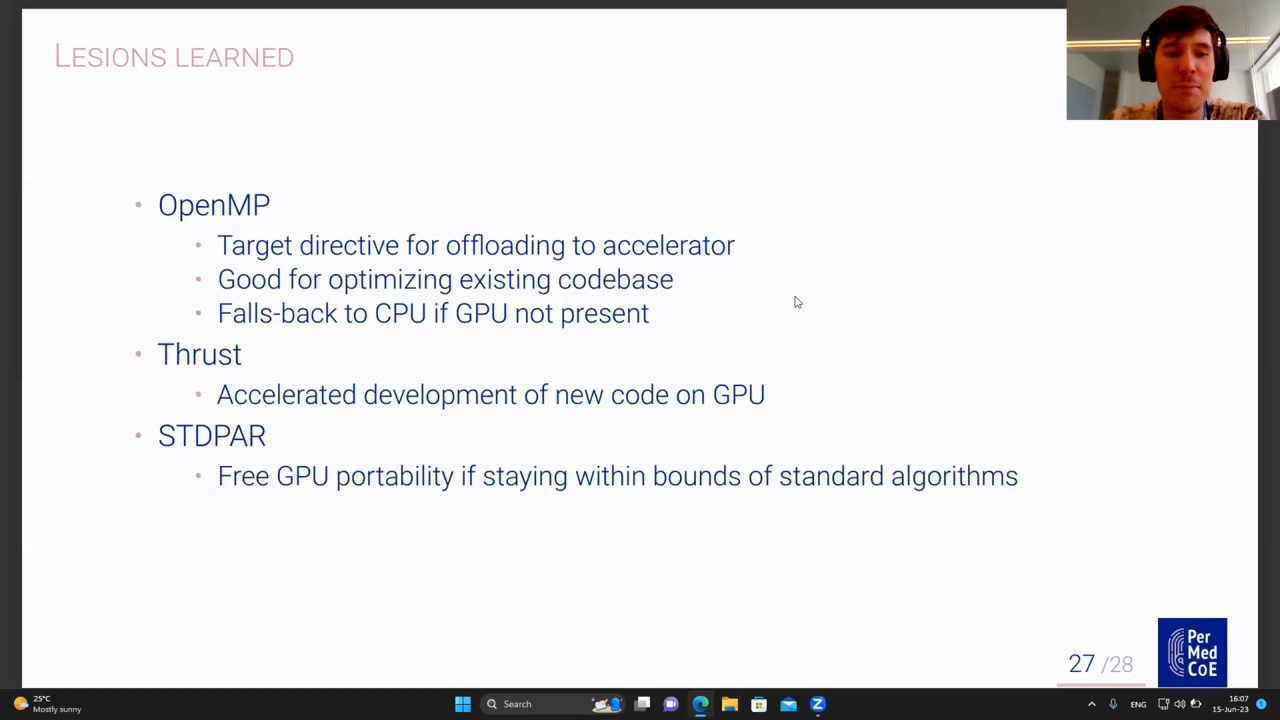 LESIONS LEARNED
• OpenMP
• Target directive for offloading to accelerator
• Good for optimizing existing codebase
• Falls-back to CPU if GPU not present
• Thrust
• Accelerated development of new code on GPU
• STDPAR
• Free GPU portability if staying within bounds of standard algorithms
27 /28
Per
Med
CoE
25°C
Mostly sunny
Search
ENG
16:07
15-Jun-23